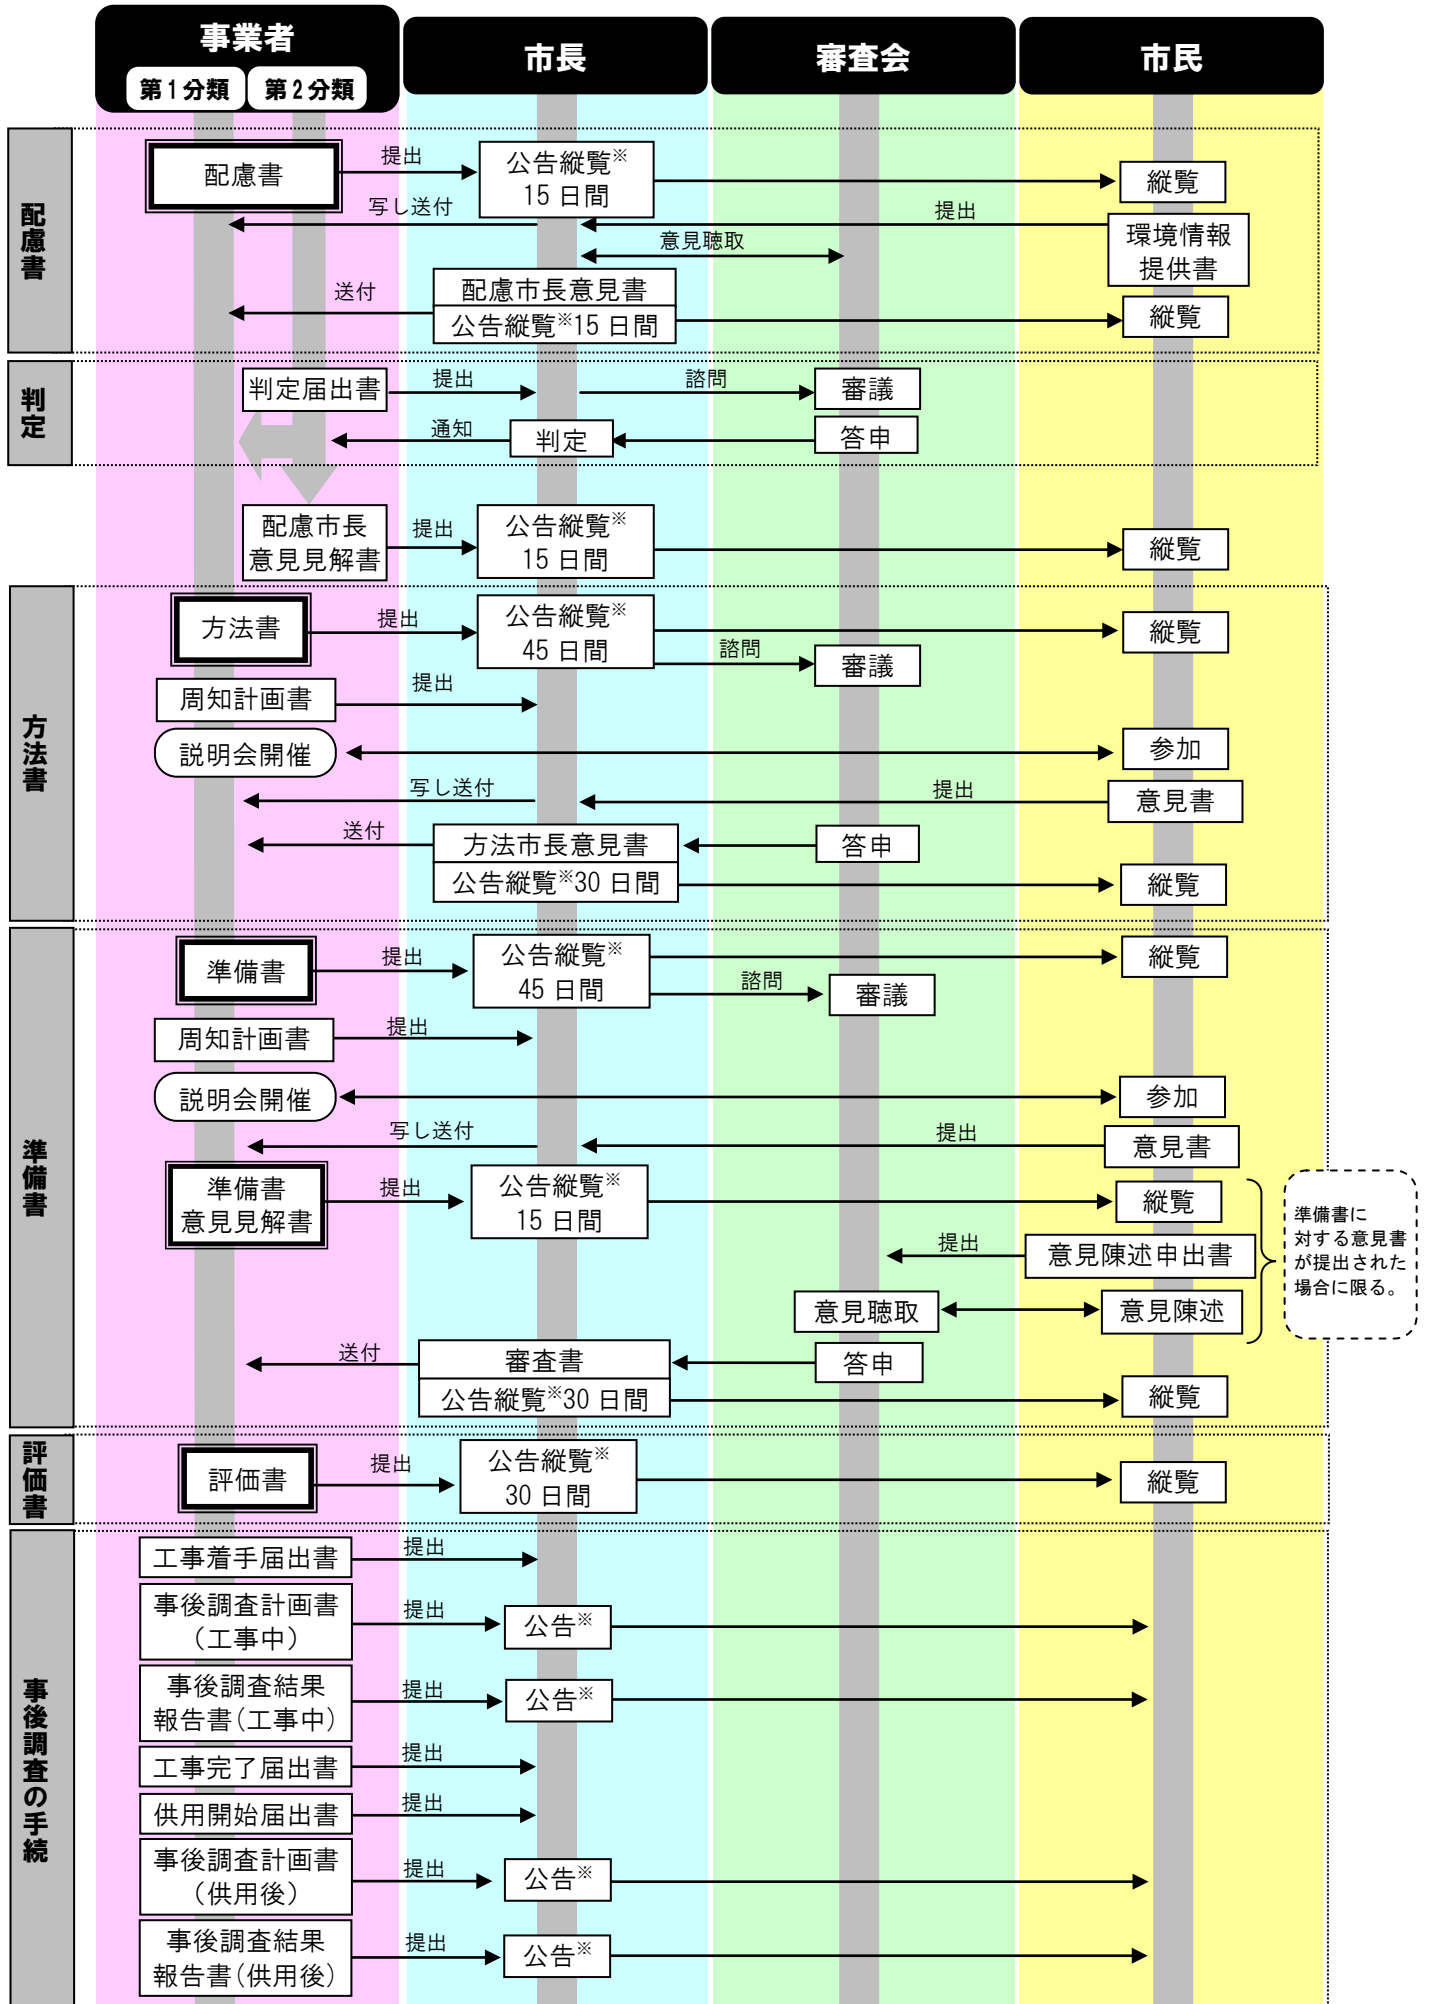 事業者
第1分類
第2分類
市長
審査会
市民
配慮書
配慮書
提出
公告縦覧※
15日間
縦覧
写し送付
提出
環境情報
提供書
意見聴取
配慮市長意見書
送付
公告縦覧※15日間
縦覧
判定
判定届出書
提出
諮問
審議
通知
判定
答申
配慮市長
意見見解書
提出
公告縦覧※
15日間
縦覧
方法書
方法書
提出
公告縦覧※
45日間
縦覧
諮問
審議
周知計画書
提出
説明会開催
参加
写し送付
提出
意見書
送付
方法市長意見書
答申
公告縦覧※30日間
縦覧
準備書
準備書
提出
公告縦覧※
45日間
縦覧
諮問
審議
周知計画書
提出
説明会開催
参加
写し送付
提出
意見書
準備書
意見見解書
提出
公告縦覧※
15日間
縦覧
提出
意見陳述申出書
意見聴取
意見陳述
準備書に
対する意見書
が提出された
場合に限る。
送付
審査書
答申
公告縦覧※30日間
縦覧
評価書
評価書
提出
公告縦覧※
30日間
縦覧
事後調査の手続
工事着手届出書
提出
事後調査計画書
(工事中)
提出
公告※
事後調査結果
報告書(工事中)
提出
公告※
工事完了届出書
提出
供用開始届出書
提出
事後調査計画書
(供用後)
提出
公告※
事後調査結果
報告書(供用後)
提出
公告※